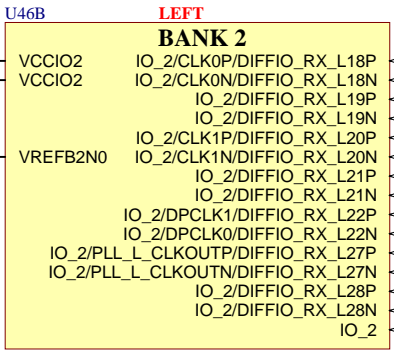 U46B LEFT
BANK 2
VCCIO2 IO_2/CLK0P/DIFFIO_RX_L18P
VCCIO2 IO_2/CLK0N/DIFFIO_RX_L18N
IO_2/DIFFIO_RX_L19P
IO_2/DIFFIO_RX_L19N
IO_2/CLK1P/DIFFIO_RX_L20P
VREFB2N0 IO_2/CLK1N/DIFFIO_RX_L20N
IO_2/DIFFIO_RX_L21P
IO_2/DIFFIO_RX_L21N
IO_2/DPCLK1/DIFFIO_RX_L22P
IO_2/DPCLK0/DIFFIO_RX_L22N
IO_2/PLL_L_CLKOUTP/DIFFIO_RX_L27P
IO_2/PLL_L_CLKOUTN/DIFFIO_RX_L27N
IO_2/DIFFIO_RX_L28P
IO_2/DIFFIO_RX_L28N
IO_2